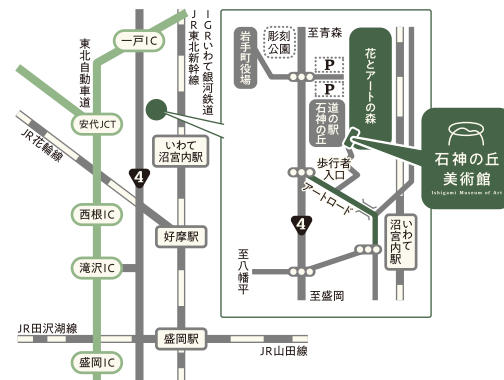 一戸IC
東北自動車道
JR東北新幹線
IGRいわて銀河鉄道
安代JCT
JR花輪線
いわて
沼宮内駅
4
西根IC
好摩駅
滝沢IC
JR田沢湖線
盛岡駅
JR山田線
盛岡IC
岩手町役場
彫刻
公園
至青森
P
P
花とアートの森
道の駅
石神の丘
歩行者
入口
アートロード
石神の丘
美術館
Ishigami Museum of Art
4
いわて
沼宮内駅
至八幡平
至盛岡